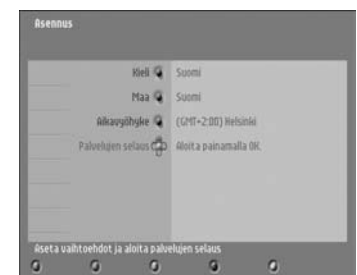 Asennus
Kieli Suomi
Maa Suomi
Aikavyöhyke (GMT+2:00) Helsinki
Palvelujen selaus Aloita painamalla OK.
Aseta vaihtoehdot ja aloita palvelujen selaus